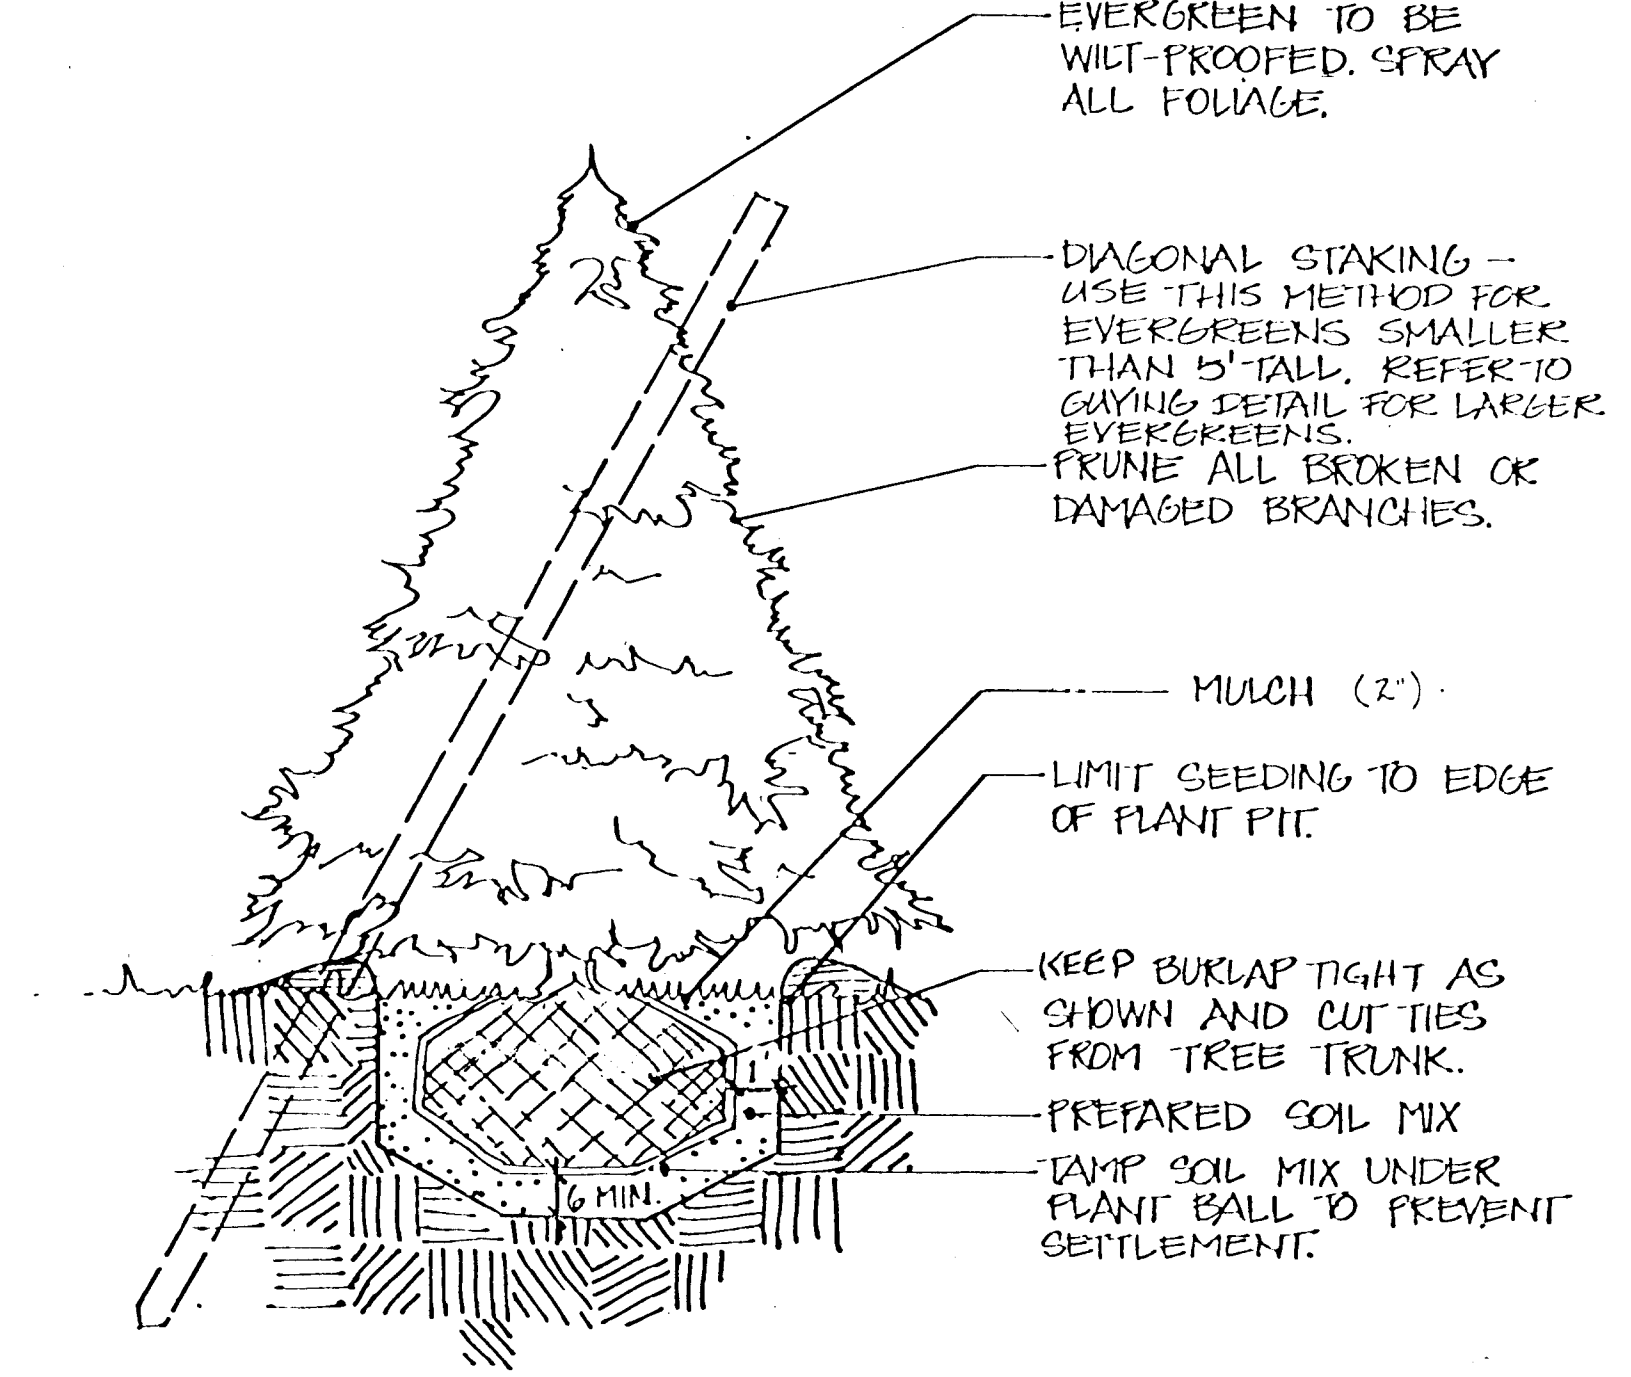 EVERGREEN TO BE
WILT-PROOFED. SPRAY
ALL FOLIAGE.
DIAGONAL STAKING -
USE THIS METHOD FOR
EVERGREENS SMALLER
THAN 5' TALL. REFER TO
GUYING DETAIL FOR LARGER
EVERGREENS.
PRUNE ALL BROKEN OR
DAMAGED BRANCHES.
MULCH (2")
LIMIT SEEDING TO EDGE
OF PLANT PIT.
KEEP BURLAP TIGHT AS
SHOWN AND CUT TIES
FROM TREE TRUNK.
PREPARED SOIL MIX
TAMP SOIL MIX UNDER
PLANT BALL TO PREVENT
SETTLEMENT.
6 MIN.